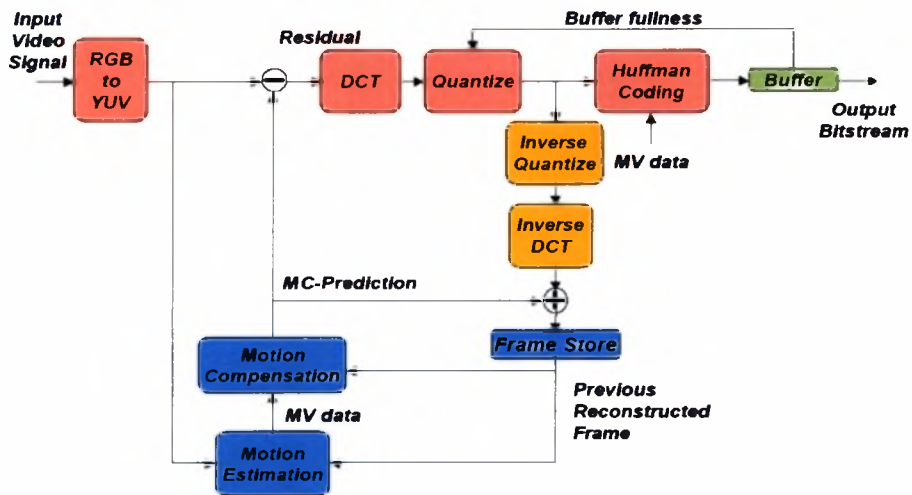 Input
Video
Signal
RGB
to
YUV
Residual
DCT
Quantize
Buffer fullness
Huffman
Coding
Buffer
Output
Bitstream
MV data
Inverse
Quantize
Inverse
DCT
MC-Prediction
Frame Store
Motion
Compensation
Previous
Reconstructed
Frame
MV data
Motion
Estimation